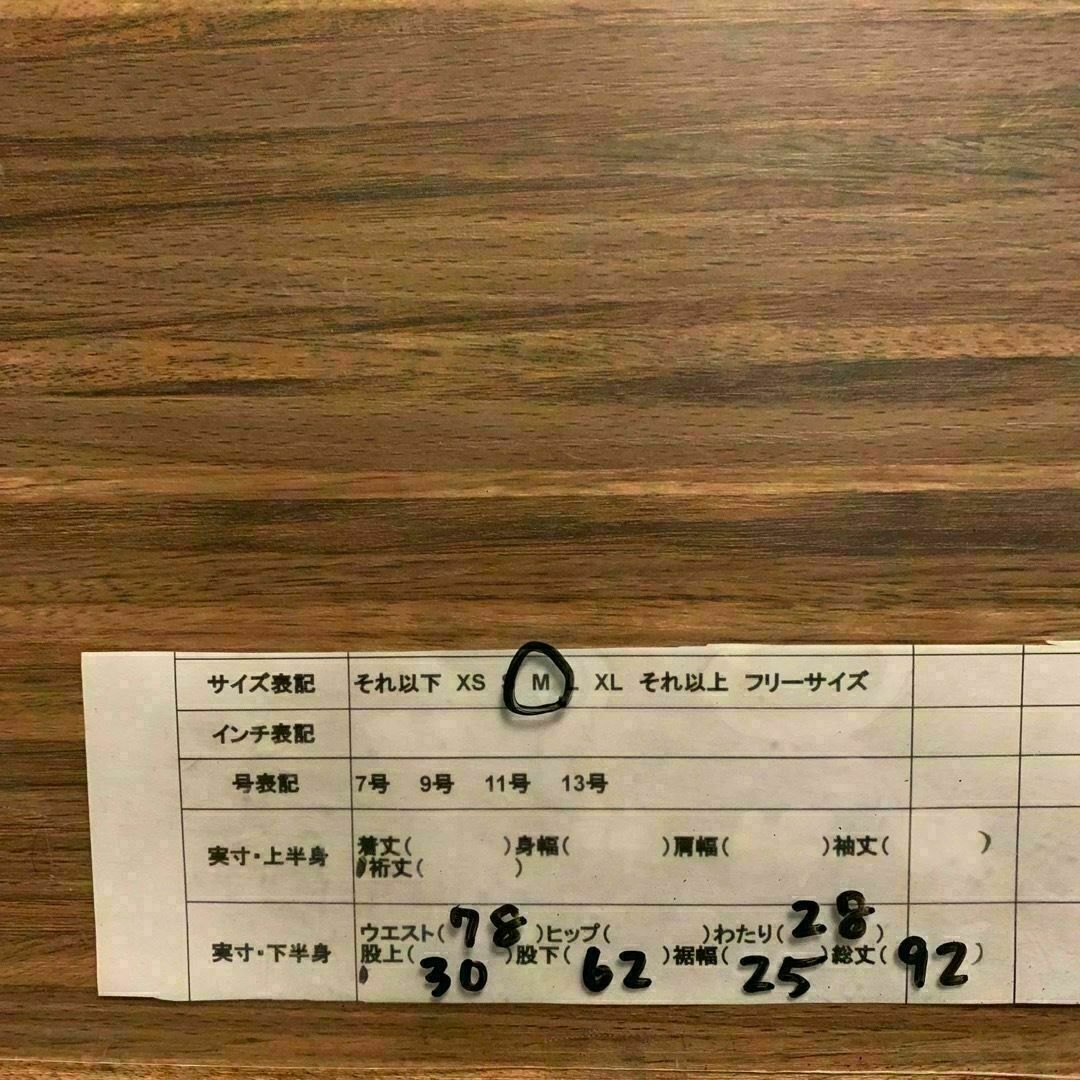 サイズ表記 それ以下 XS S M L XL それ以上 フリーサイズ
インチ表記
号表記 7号 9号 11号 13号
実寸・上半身 着丈( )身幅( )肩幅( )袖丈( )
裄丈( )
実寸・下半身 ウエスト(78)ヒップ( )わたり(28)
股上(30)股下(62)裾幅(25)総丈(92)